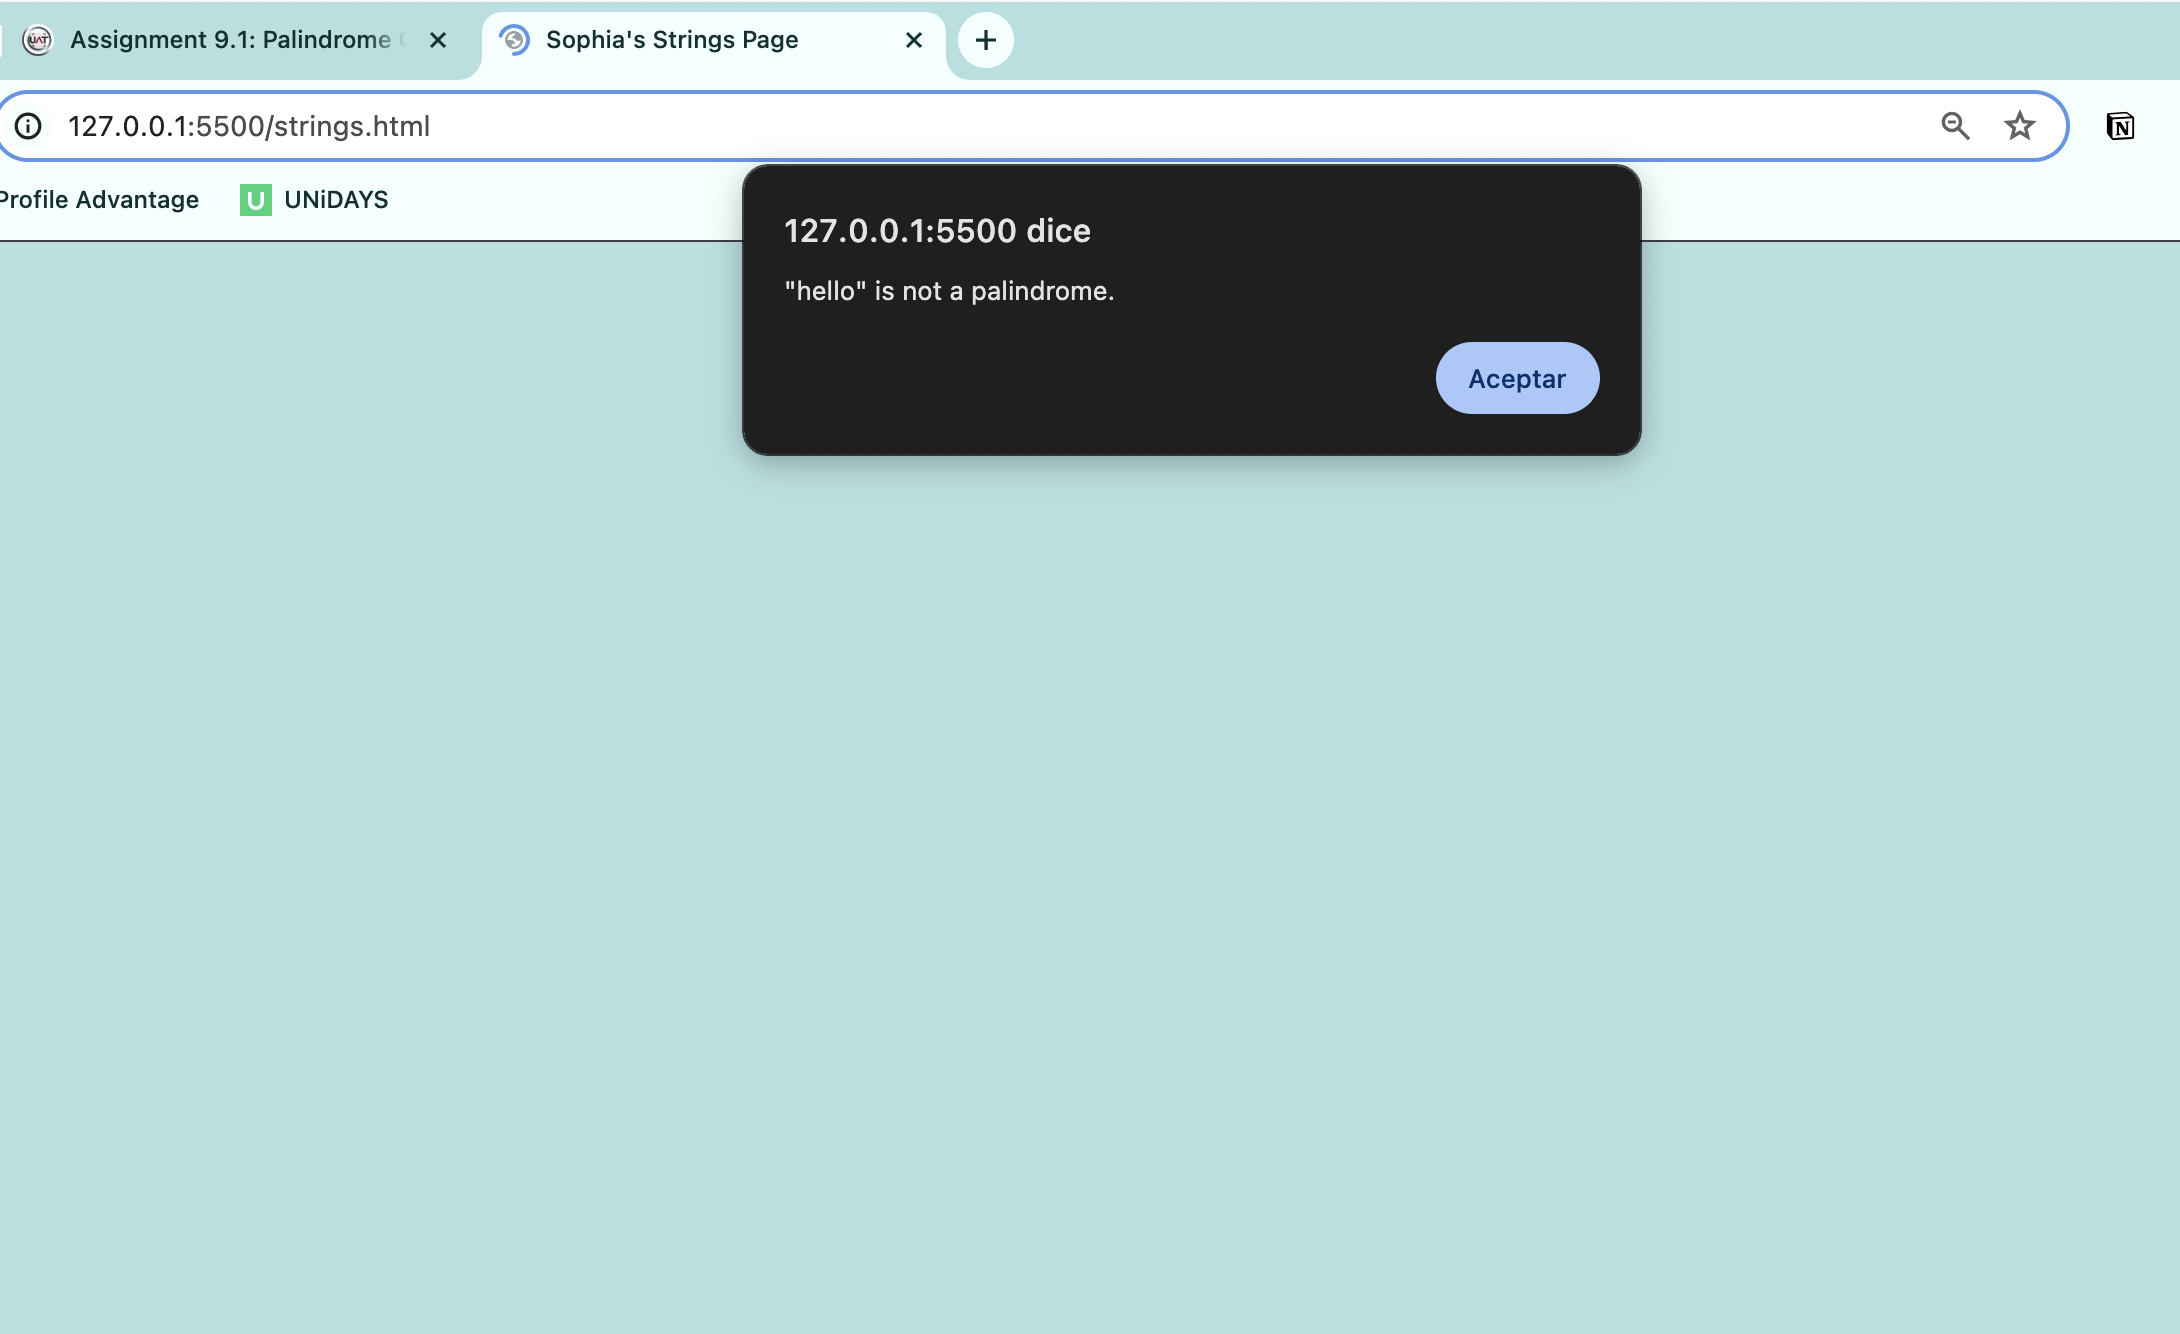 Assignment 9.1: Palindrome
Sophia's Strings Page
127.0.0.1:5500/strings.html
Profile Advantage
U UNiDAYS
127.0.0.1:5500 dice
"hello" is not a palindrome.
Aceptar